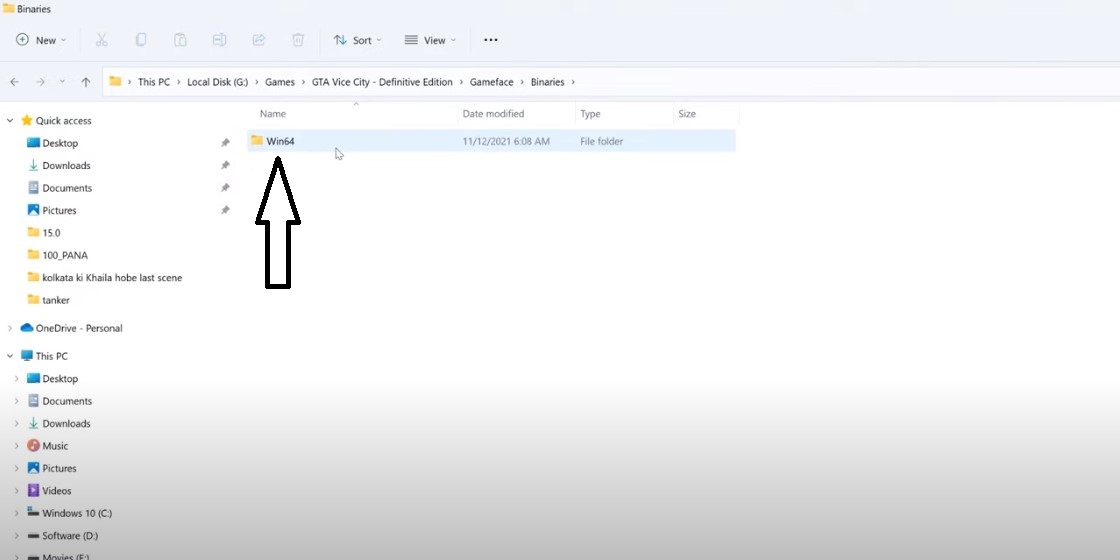 Binaries
New
Sort
View
This PC › Local Disk (G:) › Games › GTA Vice City - Definitive Edition › Gameface › Binaries ›
Name Date modified Type Size
Win64 11/12/2021 6:08 AM File folder
Quick access
Desktop
Downloads
Documents
Pictures
15.0
100_PANA
kolkata ki Khaila hobe last scene
tanker
OneDrive - Personal
This PC
Desktop
Documents
Downloads
Music
Pictures
Videos
Windows 10 (C:)
Software (D:)
Movies (E:)